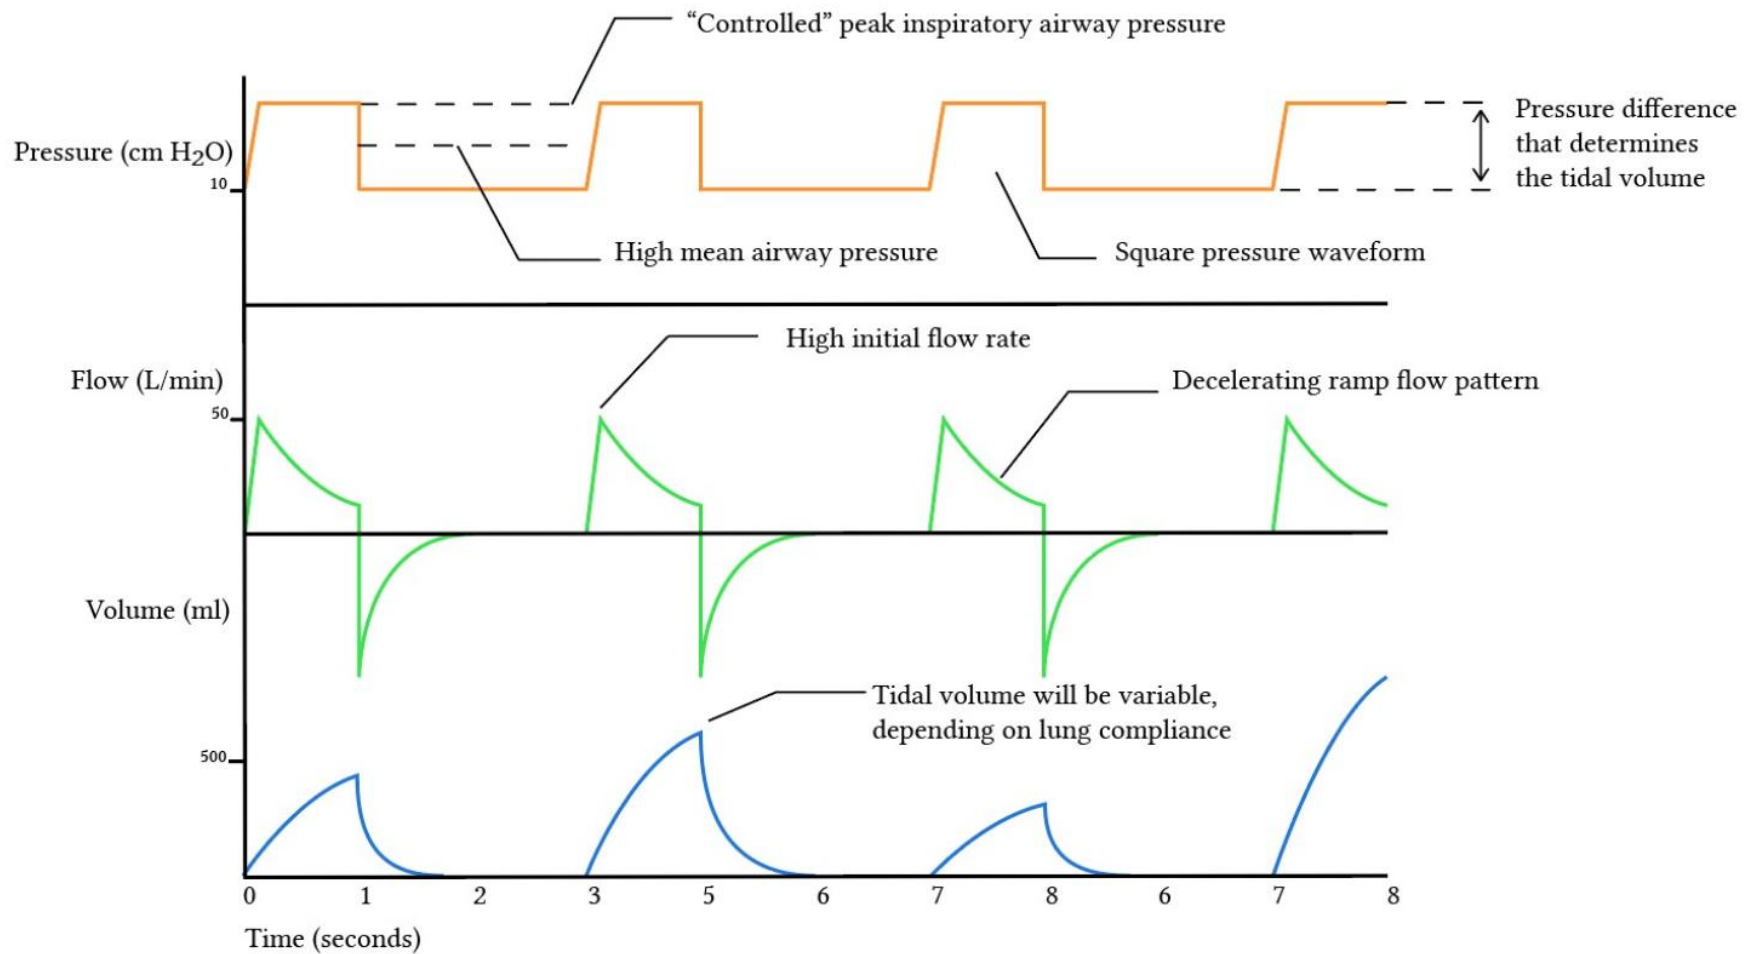 “Controlled” peak inspiratory airway pressure
Pressure difference
that determines
the tidal volume
Pressure (cm H2O)
10
High mean airway pressure
Square pressure waveform
High initial flow rate
Flow (L/min)
Decelerating ramp flow pattern
50
Volume (ml)
Tidal volume will be variable,
depending on lung compliance
500
0 1 2 3 5 6 7 8 6 7 8
Time (seconds)